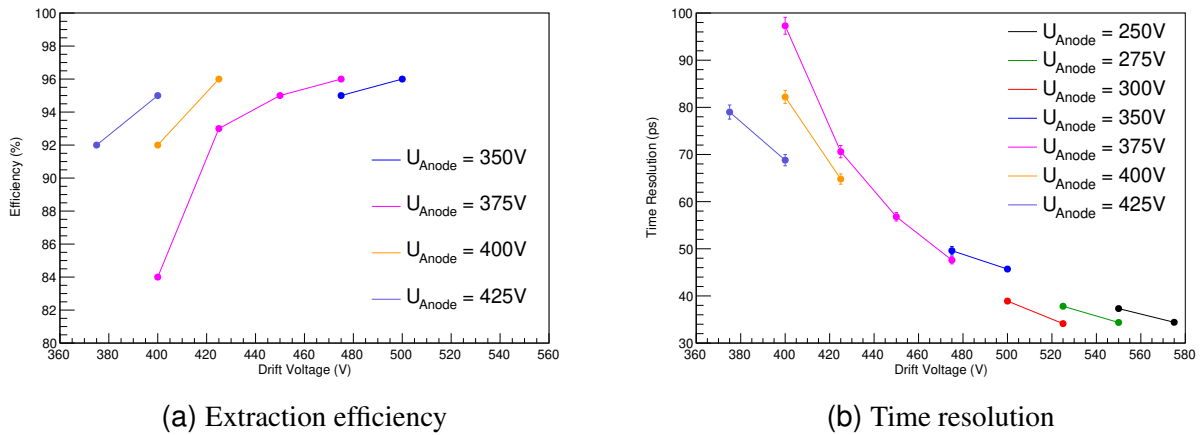 100
98
96
94
92
90
88
86
84
82
80
Efficiency (%)
360 380 400 420 440 460 480 500 520 540 560
Drift Voltage (V)
U_Anode = 350V
U_Anode = 375V
U_Anode = 400V
U_Anode = 425V
(a) Extraction efficiency
100
90
80
70
60
50
40
30
Time Resolution (ps)
360 380 400 420 440 460 480 500 520 540 560 580
Drift Voltage (V)
U_Anode = 250V
U_Anode = 275V
U_Anode = 300V
U_Anode = 350V
U_Anode = 375V
U_Anode = 400V
U_Anode = 425V
(b) Time resolution